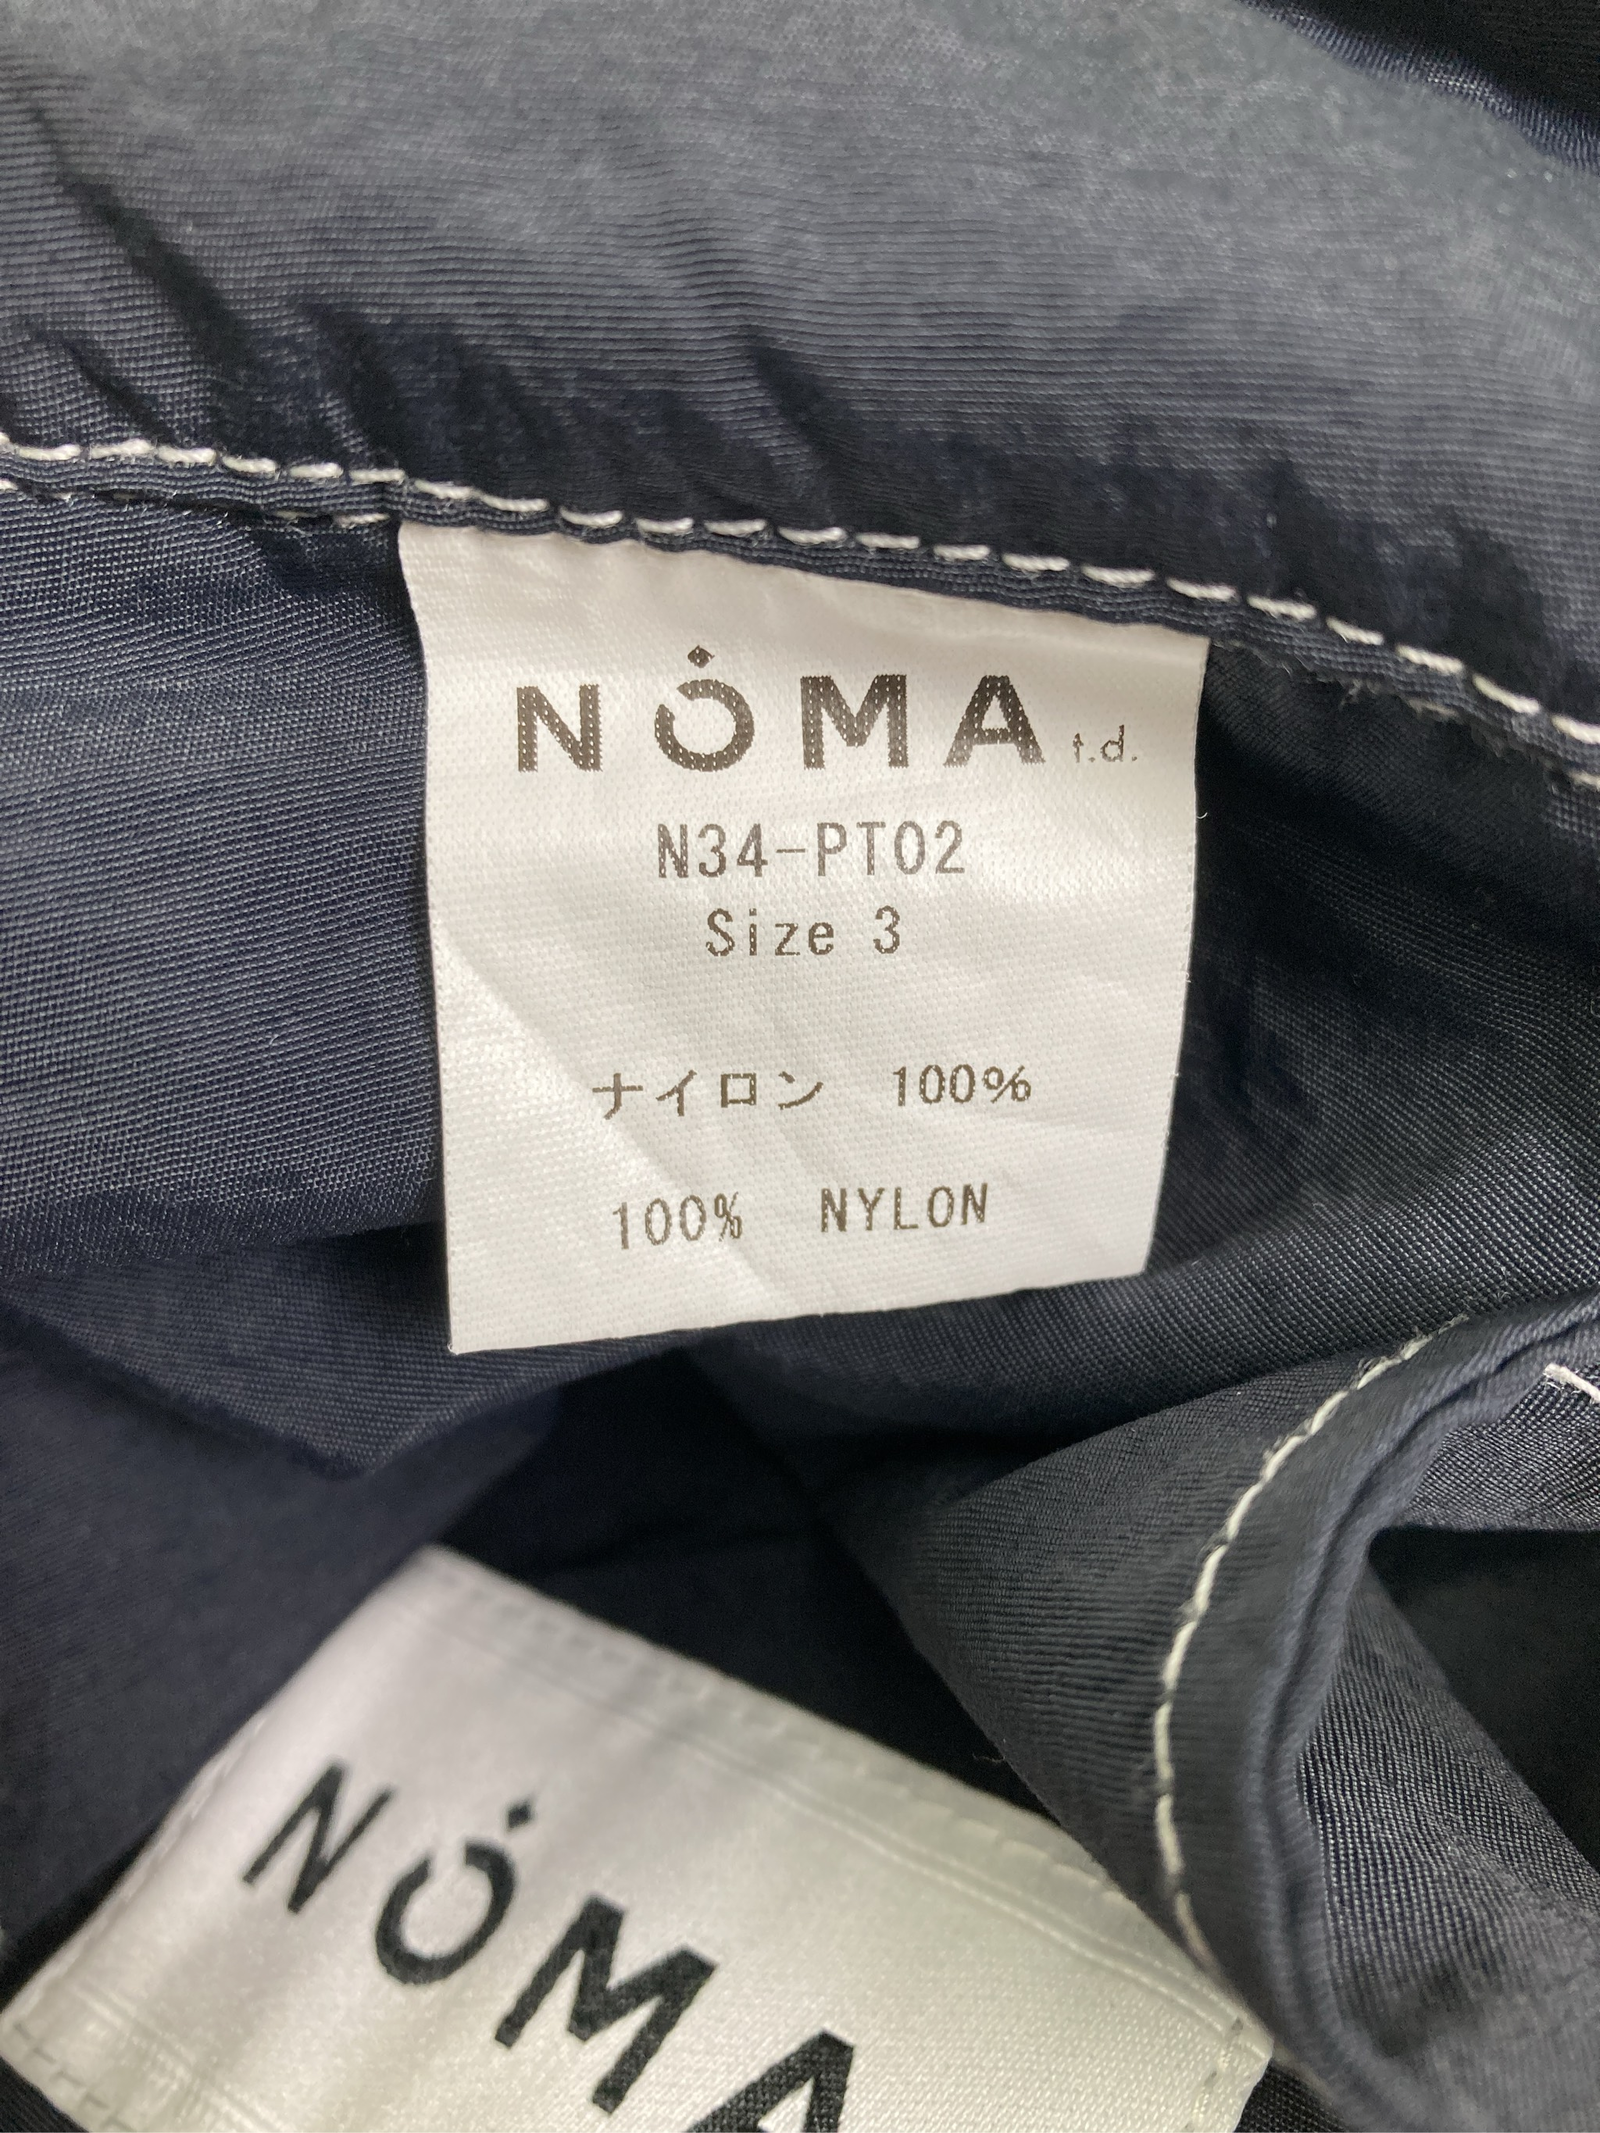 NOMA t.d.
N34-PT02
Size 3
ナイロン 100%
100% NYLON
NOMA